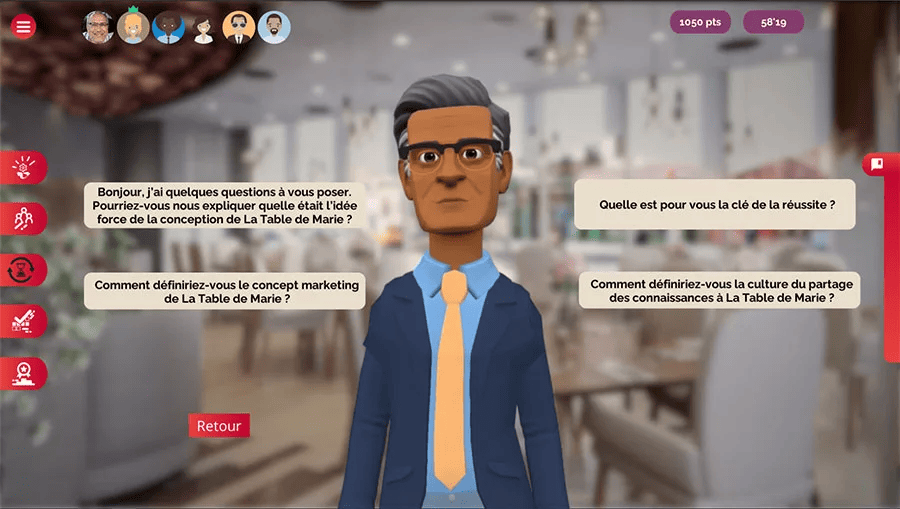 1050 pts
58'19
Bonjour, j'ai quelques questions à vous poser.
Pourriez-vous nous expliquer quelle était l'idée
force de la conception de La Table de Marie ?
Quelle est pour vous la clé de la réussite ?
Comment définiriez-vous le concept marketing
de La Table de Marie ?
Comment définiriez-vous la culture du partage
des connaissances à La Table de Marie ?
Retour